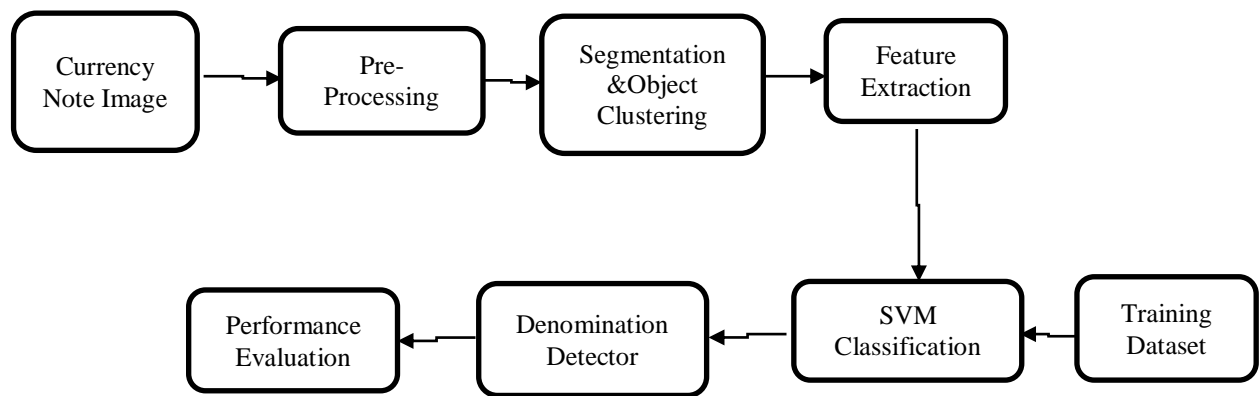 Currency
Note Image
Pre-
Processing
Segmentation
&Object
Clustering
Feature
Extraction
Performance
Evaluation
Denomination
Detector
SVM
Classification
Training
Dataset